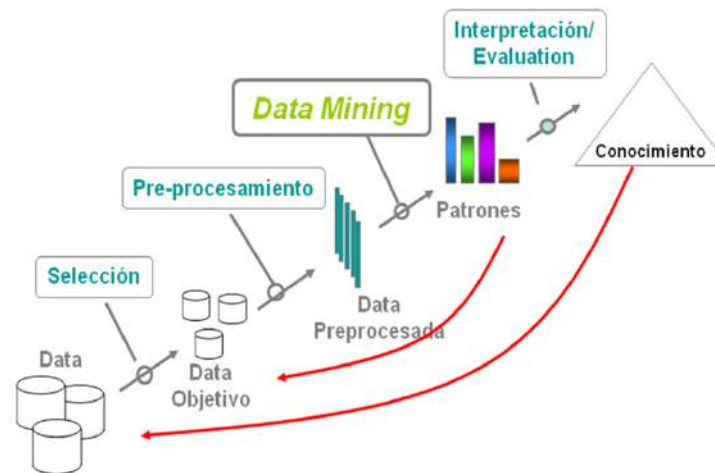 Interpretación/
Evaluation
Data Mining
Conocimiento
Pre-procesamiento
Patrones
Selección
Data
Preprocesada
Data
Data
Objetivo